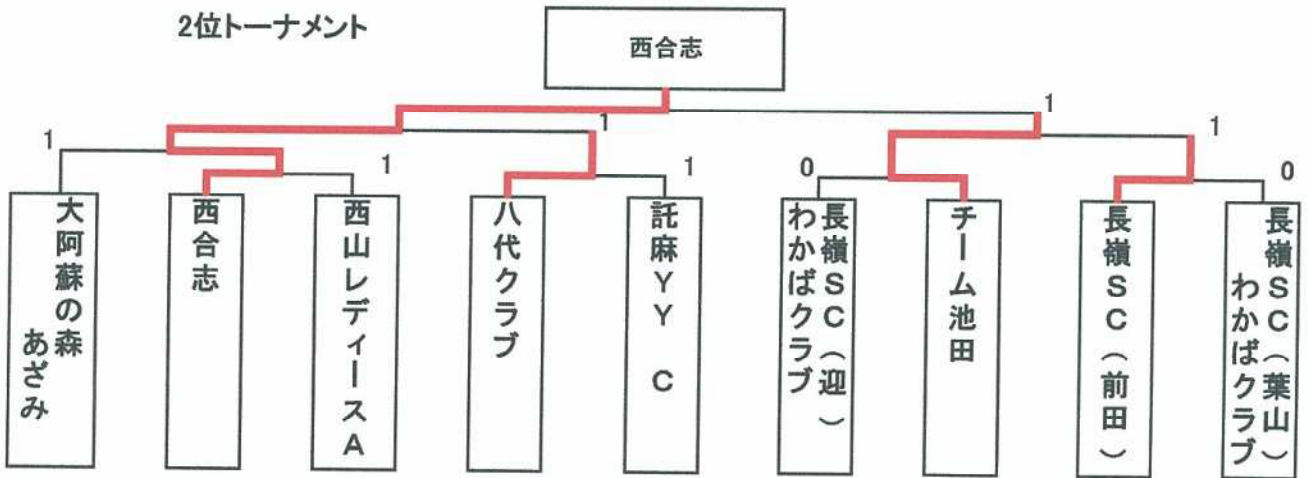 2位トーナメント
西合志
1
1
1
1
1
1
0
0
大阿蘇の森
あざみ
西合志
西山レディースA
八代クラブ
託麻YY C
長嶺SC(迎)
わかばクラブ
チーム池田
長嶺SC(前田)
長嶺SC(葉山)
わかばクラブ